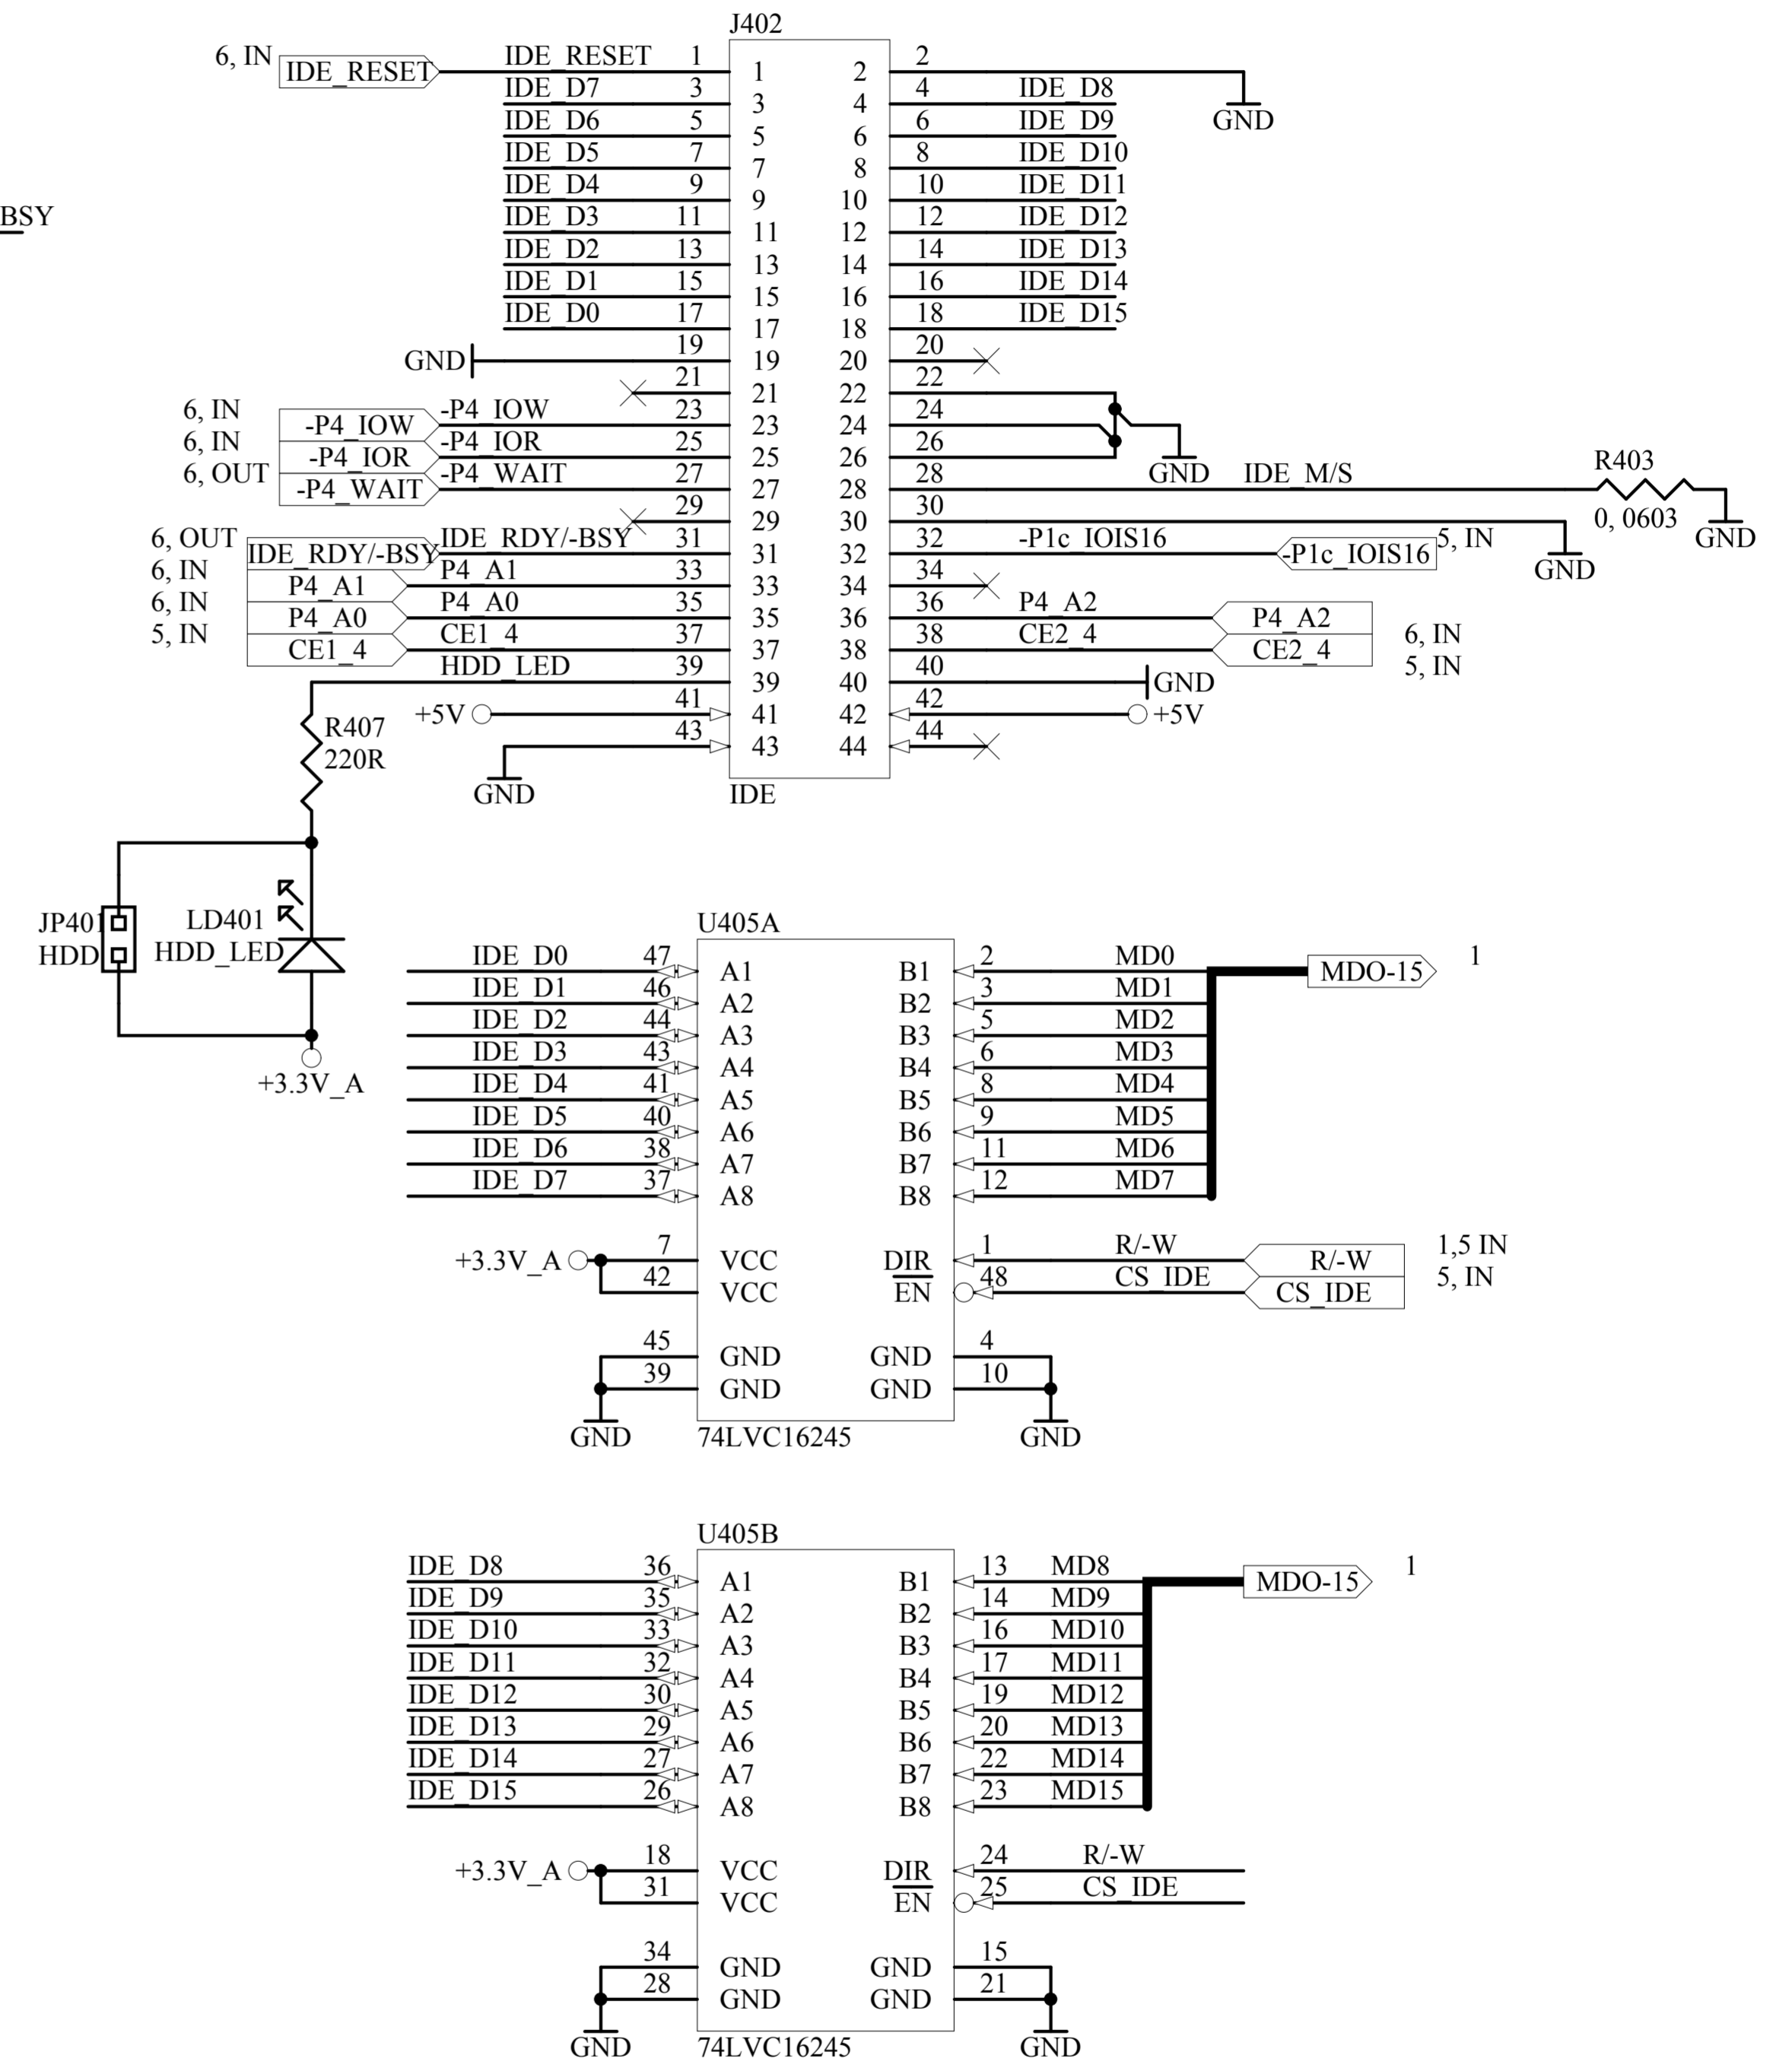 J402
6, IN IDE_RESET IDE_RESET 1 1 2 2
IDE_D7 3 3 4 4 IDE_D8 GND
IDE_D6 5 5 6 6 IDE_D9
IDE_D5 7 7 8 8 IDE_D10
IDE_D4 9 9 10 10 IDE_D11
BSY IDE_D3 11 11 12 12 IDE_D12
IDE_D2 13 13 14 14 IDE_D13
IDE_D1 15 15 16 16 IDE_D14
IDE_D0 17 17 18 18 IDE_D15
GND 19 19 20 20
21 21 22 22
6, IN -P4_IOW -P4_IOW 23 23 24 24
6, IN -P4_IOR -P4_IOR 25 25 26 26 GND
6, OUT -P4_WAIT -P4_WAIT 27 27 28 28 IDE_M/S R403
29 29 30 30 0, 0603 GND
6, OUT IDE_RDY/-BSY IDE_RDY/-BSY 31 31 32 32 -P1c_IOIS16 -P1c_IOIS16 5, IN GND
6, IN P4_A1 P4_A1 33 33 34 34
6, IN P4_A0 P4_A0 35 35 36 36 P4_A2 P4_A2 6, IN
5, IN CE1_4 CE1_4 37 37 38 38 CE2_4 CE2_4 5, IN
HDD_LED 39 39 40 40 GND
+5V 41 41 42 42 +5V
R407 43 43 44 44
220R
GND IDE
JP401 LD401
HDD HDD_LED
+3.3V_A
U405A
IDE_D0 47 A1 B1 2 MD0 MDO-15 1
IDE_D1 46 A2 B2 3 MD1
IDE_D2 44 A3 B3 5 MD2
IDE_D3 43 A4 B4 6 MD3
IDE_D4 41 A5 B5 8 MD4
IDE_D5 40 A6 B6 9 MD5
IDE_D6 38 A7 B7 11 MD6
IDE_D7 37 A8 B8 12 MD7
+3.3V_A 7 VCC DIR 1 R/-W R/-W 1,5 IN
42 VCC EN 48 CS_IDE CS_IDE 5, IN
45 GND GND 4
39 GND GND 10
GND 74LVC16245 GND
U405B
IDE_D8 36 A1 B1 13 MD8 MDO-15 1
IDE_D9 35 A2 B2 14 MD9
IDE_D10 33 A3 B3 16 MD10
IDE_D11 32 A4 B4 17 MD11
IDE_D12 30 A5 B5 19 MD12
IDE_D13 29 A6 B6 20 MD13
IDE_D14 27 A7 B7 22 MD14
IDE_D15 26 A8 B8 23 MD15
+3.3V_A 18 VCC DIR 24 R/-W
31 VCC EN 25 CS_IDE
34 GND GND 15
28 GND GND 21
GND 74LVC16245 GND